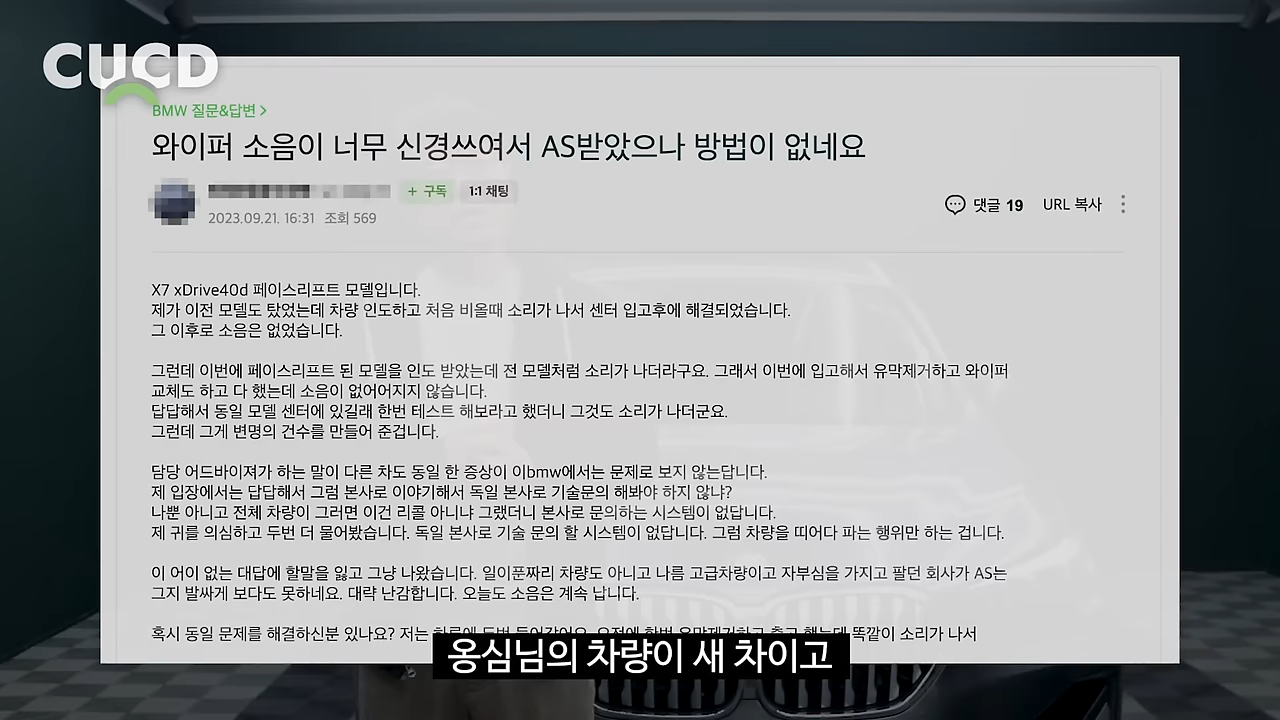 CUCD
BMW 질문&답변 >
와이퍼 소음이 너무 신경쓰여서 AS받았으나 방법이 없네요
+ 구독 1:1 채팅
2023.09.21. 16:31 조회 569
댓글 19 URL 복사
X7 xDrive40d 페이스리프트 모델입니다.
제가 이전 모델도 탔었는데 차량 인도하고 처음 비올때 소리가 나서 센터 입고후에 해결되었습니다.
그 이후로 소음은 없었습니다.
그런데 이번에 페이스리프트 된 모델을 인도 받았는데 전 모델처럼 소리가 나더라구요. 그래서 이번에 입고해서 유막제거하고 와이퍼
교체도 하고 다 했는데 소음이 없어어지지 않습니다.
답답해서 동일 모델 센터에 있길래 한번 테스트 해보라고 했더니 그것도 소리가 나더군요.
그런데 그게 변명의 건수를 만들어 준겁니다.
담당 어드바이져가 하는 말이 다른 차도 동일 한 증상이 이bmw에서는 문제로 보지 않는답니다.
제 입장에서는 답답해서 그럼 본사로 이야기해서 독일 본사로 기술문의 해봐야 하지 않냐?
나뿐 아니고 전체 차량이 그러면 이건 리콜 아니냐 그랬더니 본사로 문의하는 시스템이 없답니다.
제 귀를 의심하고 두번 더 물어봤습니다. 독일 본사로 기술 문의 할 시스템이 없답니다. 그럼 차량을 띠어다 파는 행위만 하는 겁니다.
이 어이 없는 대답에 할말을 잃고 그냥 나왔습니다. 일이푼짜리 차량도 아니고 나름 고급차량이고 자부심을 가지고 팔던 회사가 AS는
그지 발싸게 보다도 못하네요. 대략 난감합니다. 오늘도 소음은 계속 납니다.
혹시 동일 문제를 해결하신분 있나요? 저는 똑같이 소리가 나서
옹심님의 차량이 새 차이고